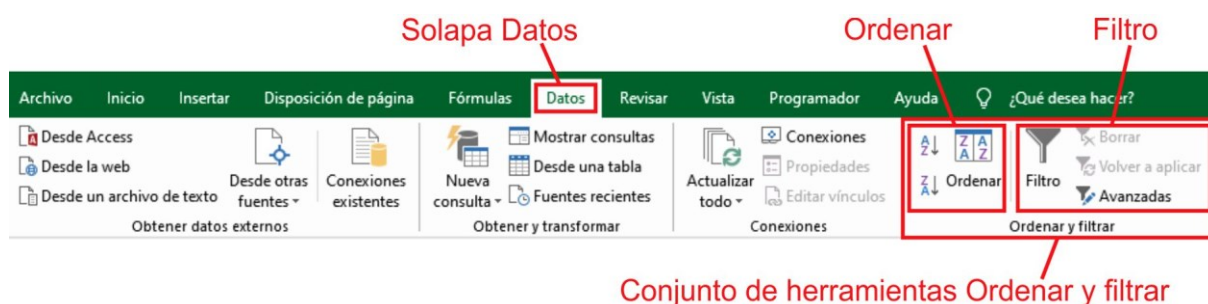 Solapa Datos
Ordenar
Filtro
Archivo Inicio Insertar Disposición de página Fórmulas Datos Revisar Vista Programador Ayuda ¿Qué desea hacer?
Desde Access
Desde la web
Desde un archivo de texto
Desde otras
fuentes
Conexiones
existentes
Obtener datos externos
Nueva
consulta
Mostrar consultas
Desde una tabla
Fuentes recientes
Obtener y transformar
Actualizar
todo
Conexiones
Propiedades
Editar vínculos
Conexiones
A
Z
Z
A
Z A
A Z
Ordenar
Filtro
Borrar
Volver a aplicar
Avanzadas
Ordenar y filtrar
Conjunto de herramientas Ordenar y filtrar